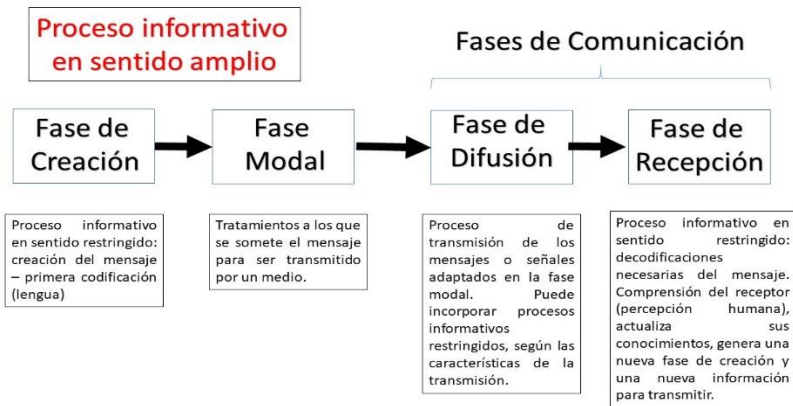 Proceso informativo
en sentido amplio
Fases de Comunicación
Fase de
Creación
Fase
Modal
Fase de
Difusión
Fase de
Recepción
Proceso informativo
en sentido restringido:
creación del mensaje
– primera codificación
(lengua)
Tratamientos a los que
se somete el mensaje
para ser transmitido
por un medio.
Proceso de
transmisión de los
mensajes o señales
adaptados en la fase
modal. Puede
incorporar procesos
informativos
restringidos, según las
características de la
transmisión.
Proceso informativo en
sentido restringido:
decodificaciones
necesarias del mensaje.
Comprensión del receptor
(percepción humana),
actualiza sus
conocimientos, genera una
nueva fase de creación y
una nueva información
para transmitir.